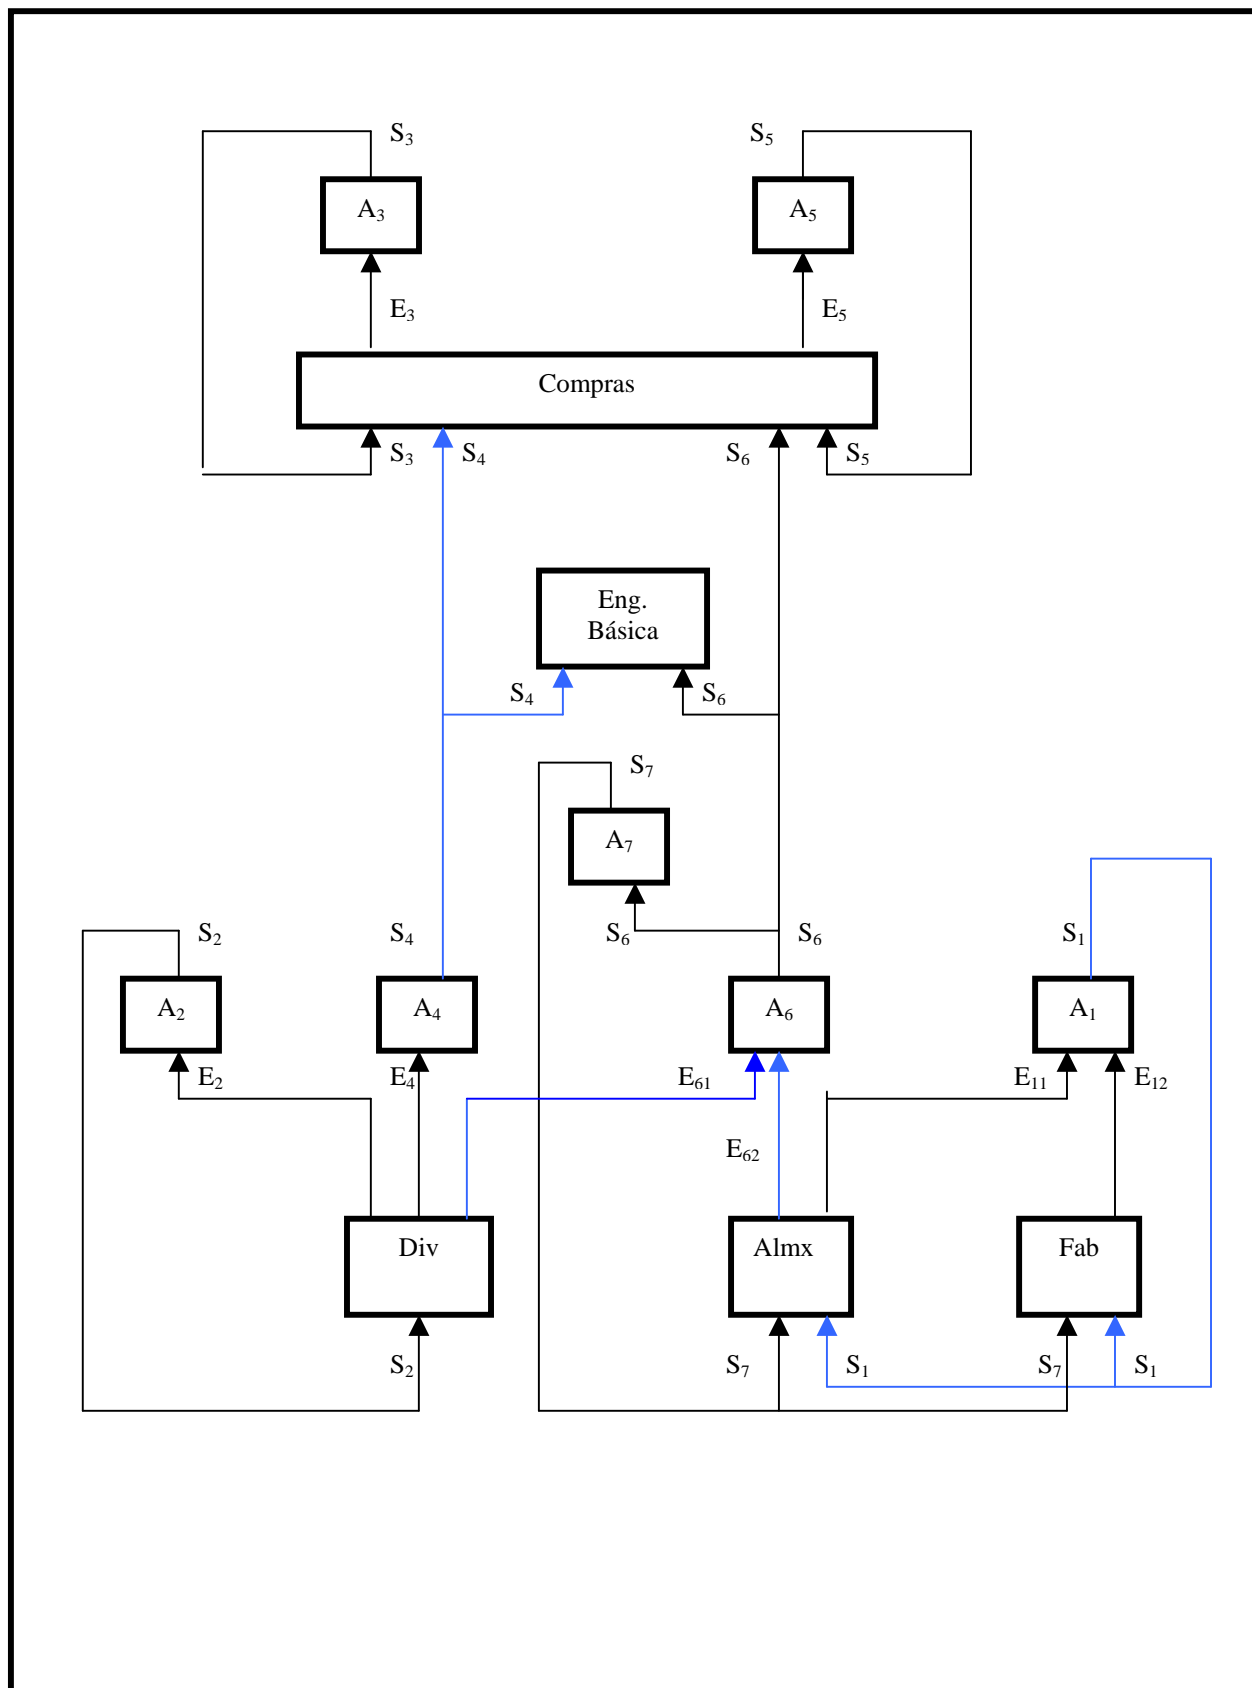 S₃ S₅
A₃ A₅
E₃ E₅
Compras
S₃ S₄ S₆ S₅
Eng.
Básica
S₄ S₆
S₇
A₇
S₂ S₄ S₆ S₆ S₁
A₂ A₄ A₆ A₁
E₂ E₄ E₆₁ E₁₁ E₁₂
E₆₂
Div Almx Fab
S₂ S₇ S₁ S₇ S₁